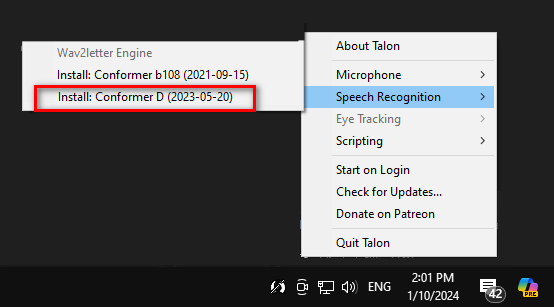 Wav2letter Engine
Install: Conformer b108 (2021-09-15)
Install: Conformer D (2023-05-20)
About Talon
Microphone
Speech Recognition
Eye Tracking
Scripting
Start on Login
Check for Updates...
Donate on Patreon
Quit Talon
ENG
2:01 PM
1/10/2024
42
PRE